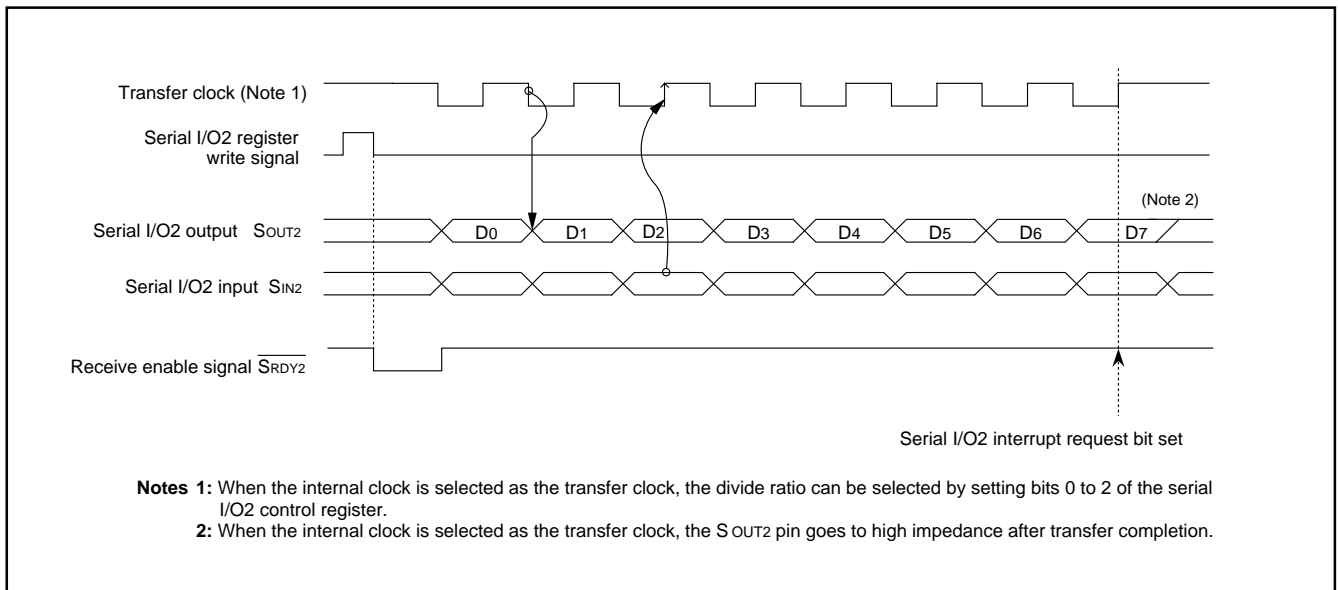 Transfer clock (Note 1)
Serial I/O2 register
write signal
(Note 2)
Serial I/O2 output SOUT2
D0 D1 D2 D3 D4 D5 D6 D7
Serial I/O2 input SIN2
Receive enable signal SRDY2
Serial I/O2 interrupt request bit set
Notes 1: When the internal clock is selected as the transfer clock, the divide ratio can be selected by setting bits 0 to 2 of the serial
I/O2 control register.
2: When the internal clock is selected as the transfer clock, the S OUT2 pin goes to high impedance after transfer completion.